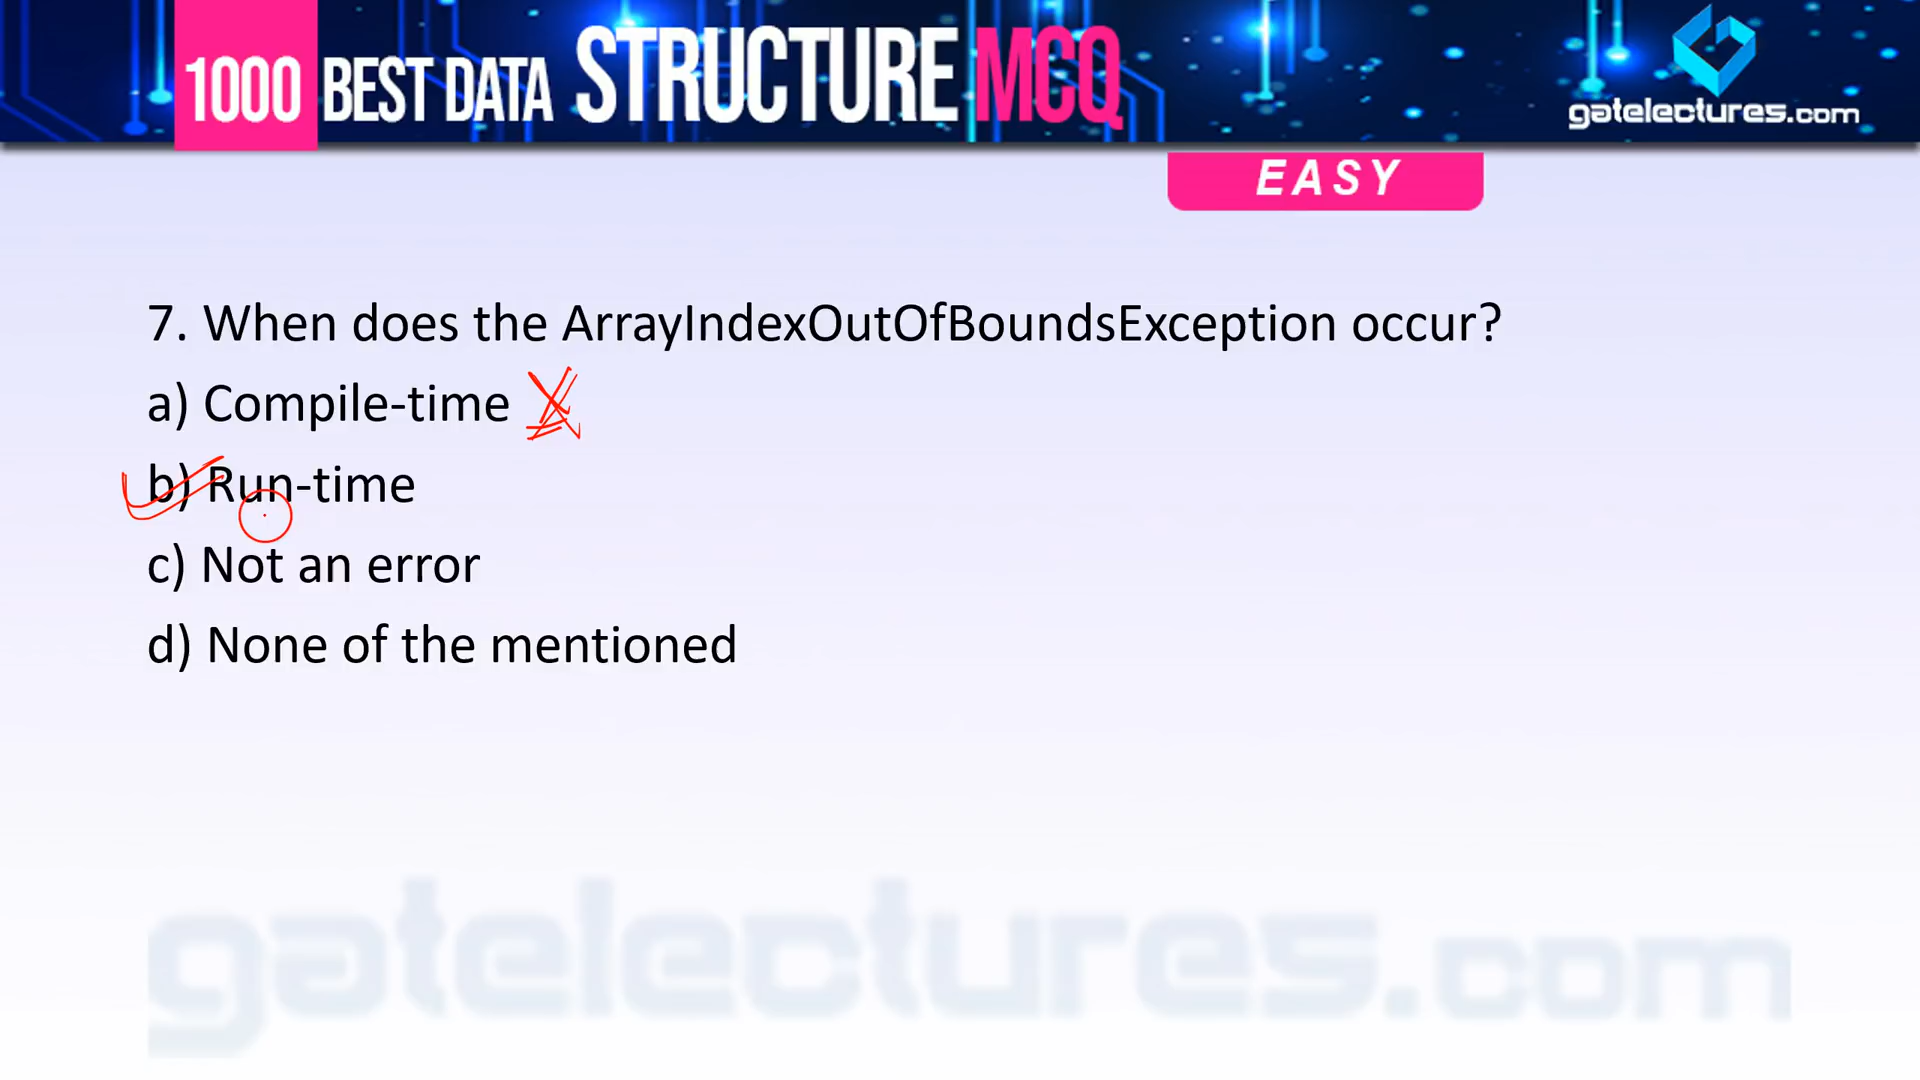 1000 BEST DATA STRUCTURE MCQ
gatelectures.com
EASY
7. When does the ArrayIndexOutOfBoundsException occur?
a) Compile-time
b) Run-time
c) Not an error
d) None of the mentioned
gatelectures.com